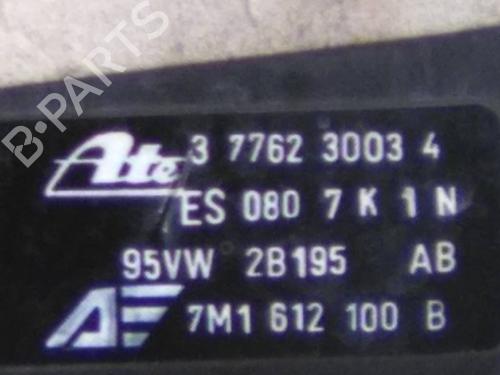 B-PARTS
Ate 3 7762 3003 4
ES 080 7 K 1 N
95VW 2B195 AB
7M1 612 100 B